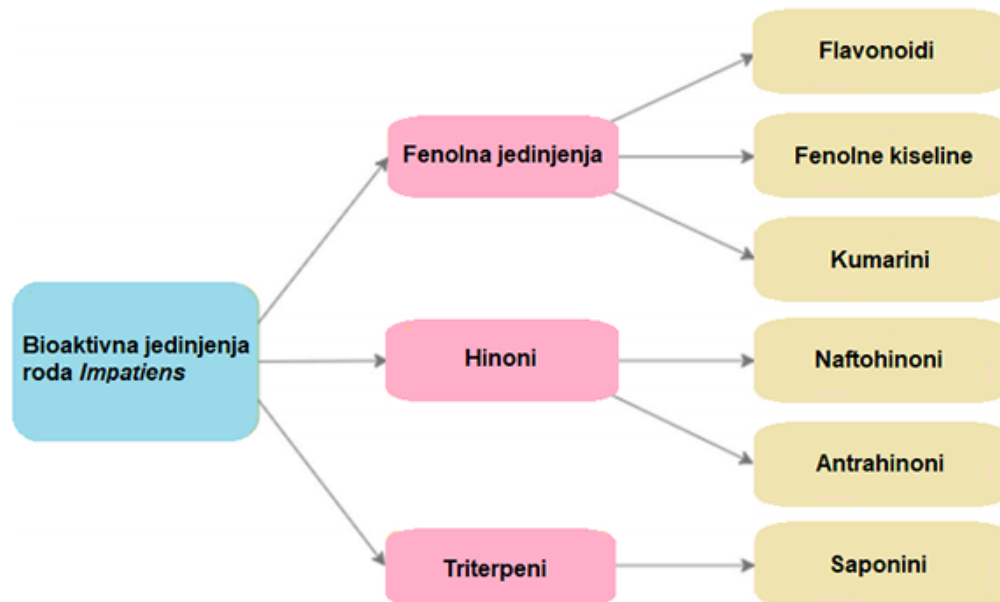 Bioaktivna jedinjenja
roda Impatiens
Fenolna jedinjenja
Flavonoidi
Fenolne kiseline
Kumarini
Hinoni
Naftohinoni
Antrahinoni
Triterpeni
Saponini